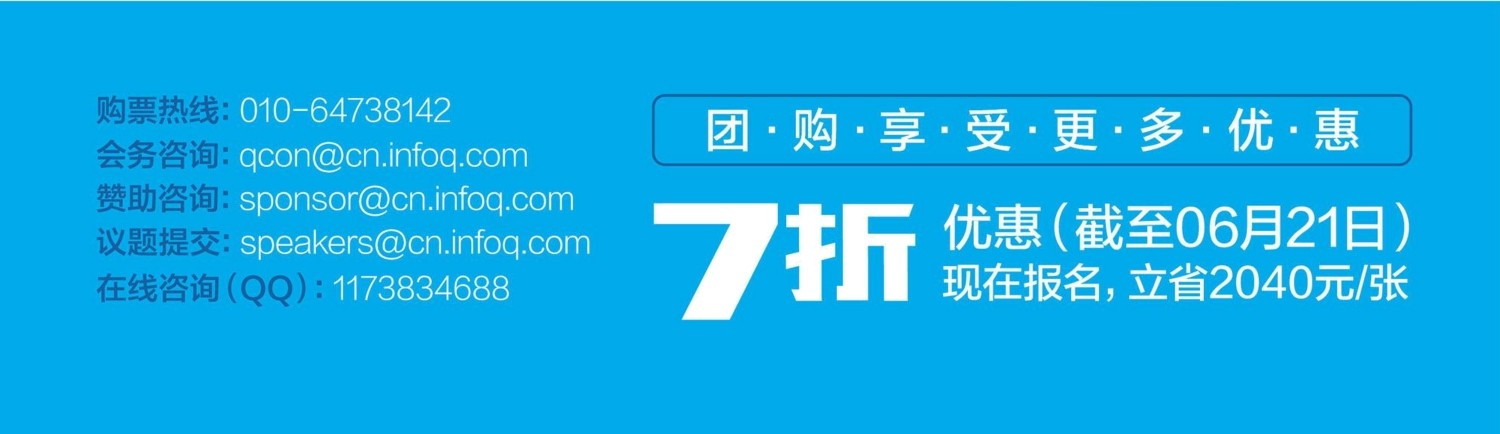 购票热线：010-64738142
会务咨询：qcon@cn.infoq.com
赞助咨询：sponsor@cn.infoq.com
议题提交：speakers@cn.infoq.com
在线咨询（QQ）：1173834688
团·购·享·受·更·多·优·惠
7折
优惠（截至06月21日）
现在报名，立省2040元/张